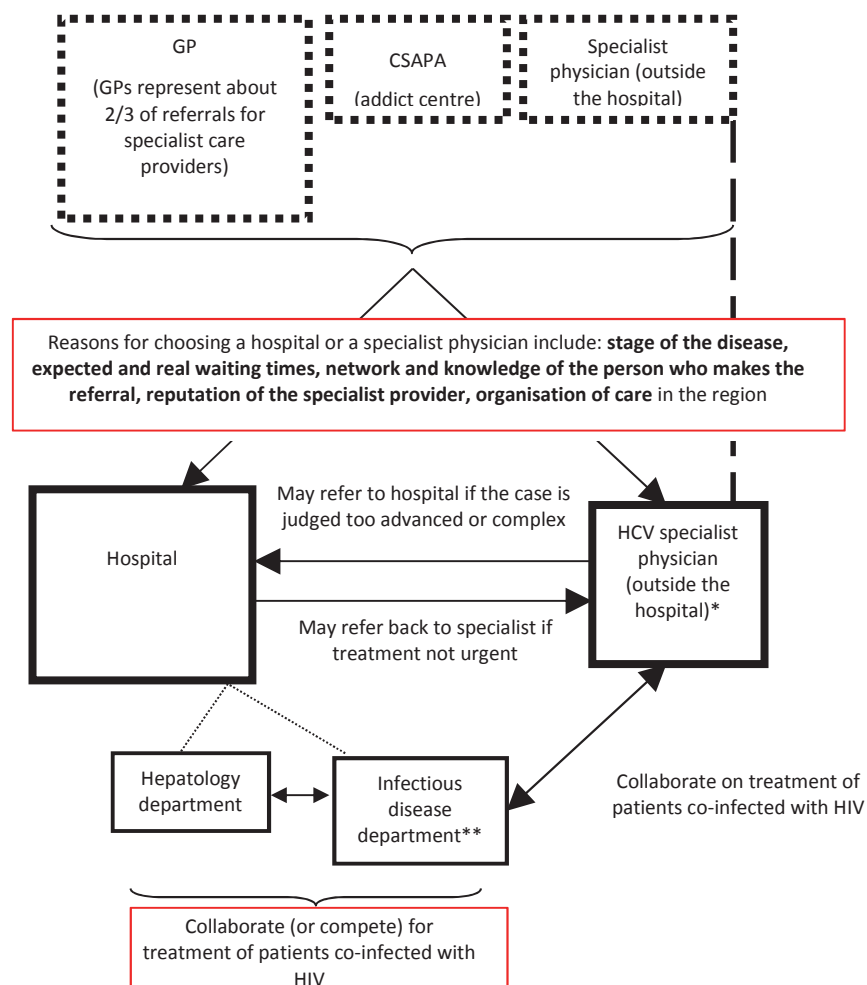 GP
(GPs represent about
2/3 of referrals for
specialist care
providers)
CSAPA
(addict centre)
Specialist
physician (outside
the hospital)
Reasons for choosing a hospital or a specialist physician include: stage of the disease,
expected and real waiting times, network and knowledge of the person who makes the
referral, reputation of the specialist provider, organisation of care in the region
May refer to hospital if the case is
judged too advanced or complex
Hospital
HCV specialist
physician
(outside the
hospital)*
May refer back to specialist if
treatment not urgent
Hepatology
department
Infectious
disease
department**
Collaborate on treatment of
patients co-infected with HIV
Collaborate (or compete) for
treatment of patients co-infected with
HIV